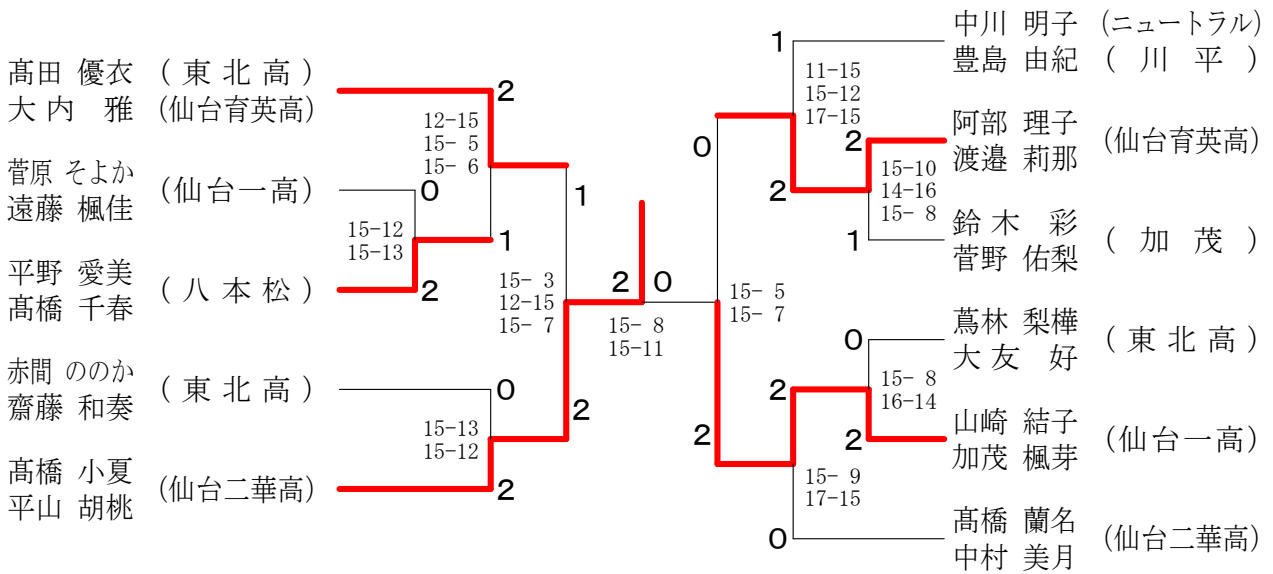 髙田 優衣 (東北高)
大内 雅 (仙台育英高)
2
12-15
15- 5
15- 6
菅原 そよか
遠藤 楓佳
(仙台一高)
0
15-12
15-13
1
平野 愛美
髙橋 千春
(八本松)
2
1
15- 3
12-15
15- 7
赤間 ののか
齋藤 和奏
(東北高)
0
15-13
15-12
2
髙橋 小夏
平山 胡桃
(仙台二華高)
2
2
0
15- 8
15-11
中川 明子 (ニュートラル)
豊島 由紀 (川平)
1
11-15
15-12
17-15
0
阿部 理子
渡邉 莉那
(仙台育英高)
2
15-10
14-16
15- 8
2
鈴木 彩
菅野 佑梨
(加茂)
1
15- 5
15- 7
蔦林 梨樺
大友 好
(東北高)
0
15- 8
16-14
2
山崎 結子
加茂 楓芽
(仙台一高)
2
2
15- 9
17-15
髙橋 蘭名
中村 美月
(仙台二華高)
0